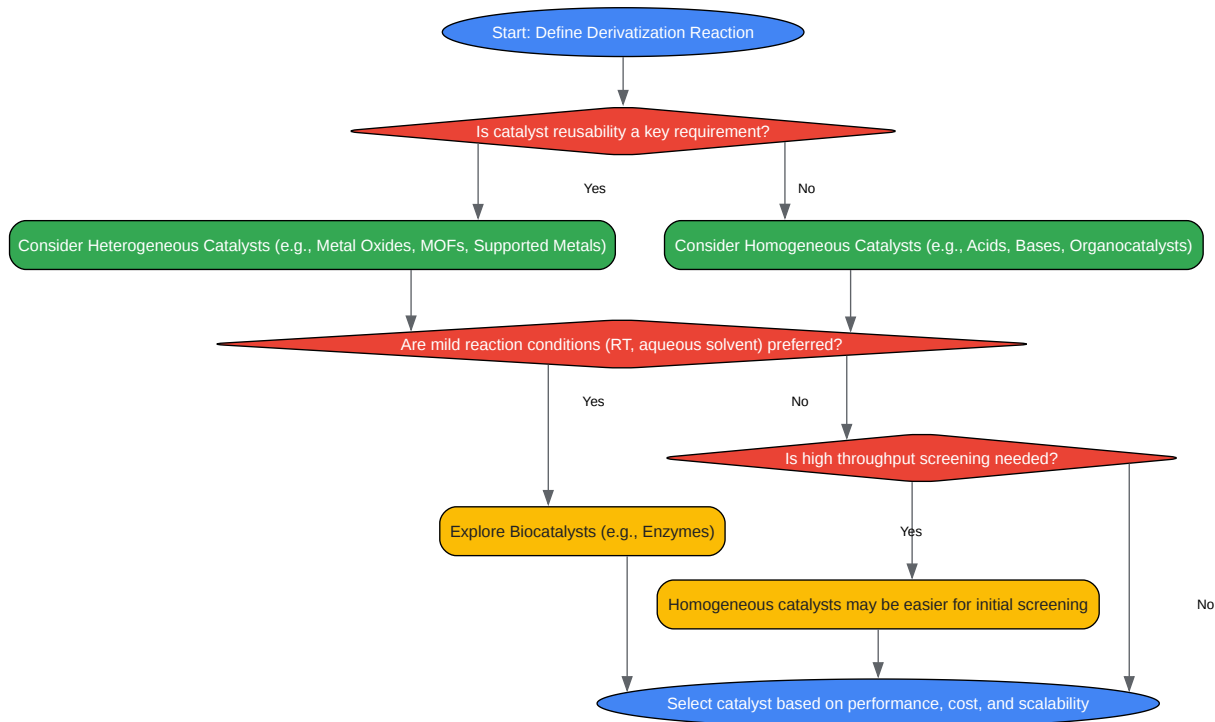 Start: Define Derivatization Reaction
Is catalyst reusability a key requirement?
Yes
No
Consider Heterogeneous Catalysts (e.g., Metal Oxides, MOFs, Supported Metals)
Consider Homogeneous Catalysts (e.g., Acids, Bases, Organocatalysts)
Are mild reaction conditions (RT, aqueous solvent) preferred?
Yes
No
Is high throughput screening needed?
Explore Biocatalysts (e.g., Enzymes)
Yes
Homogeneous catalysts may be easier for initial screening
No
Select catalyst based on performance, cost, and scalability